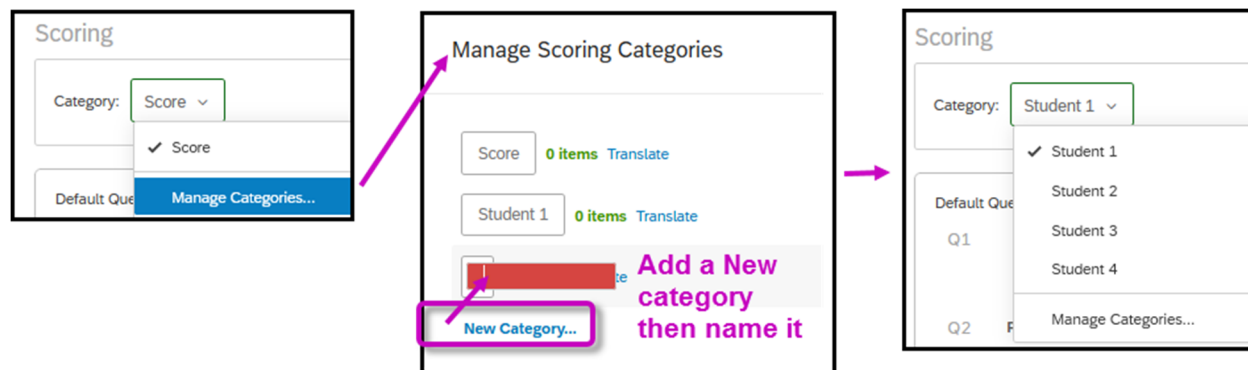 Scoring
Category: Score
✓ Score
Default Que
Manage Categories...
Manage Scoring Categories
Score 0 items Translate
Student 1 0 items Translate
te
New Category...
Add a New
category
then name it
Scoring
Category: Student 1
✓ Student 1
Student 2
Default Que
Student 3
Q1
Student 4
Manage Categories...
Q2